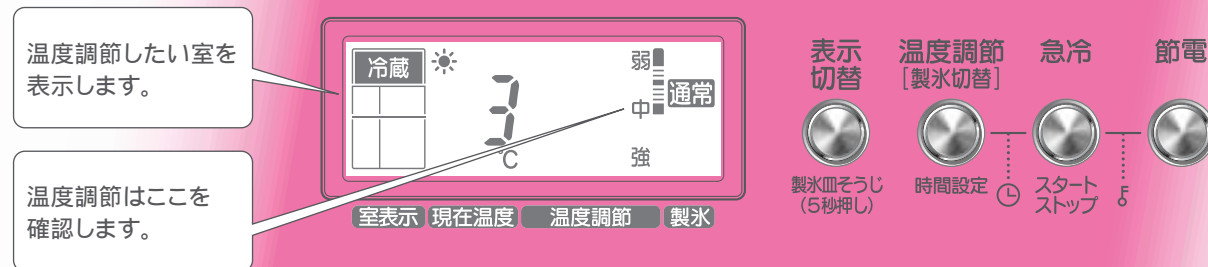 温度調節したい室を
表示します。
温度調節はここを
確認します。
冷蔵
3
℃
弱
中
強
通常
室表示 現在温度 温度調節 製氷
表示
切替
製氷皿そうじ
(5秒押し)
温度調節
[製氷切替]
時間設定
急冷
スタート
ストップ
節電